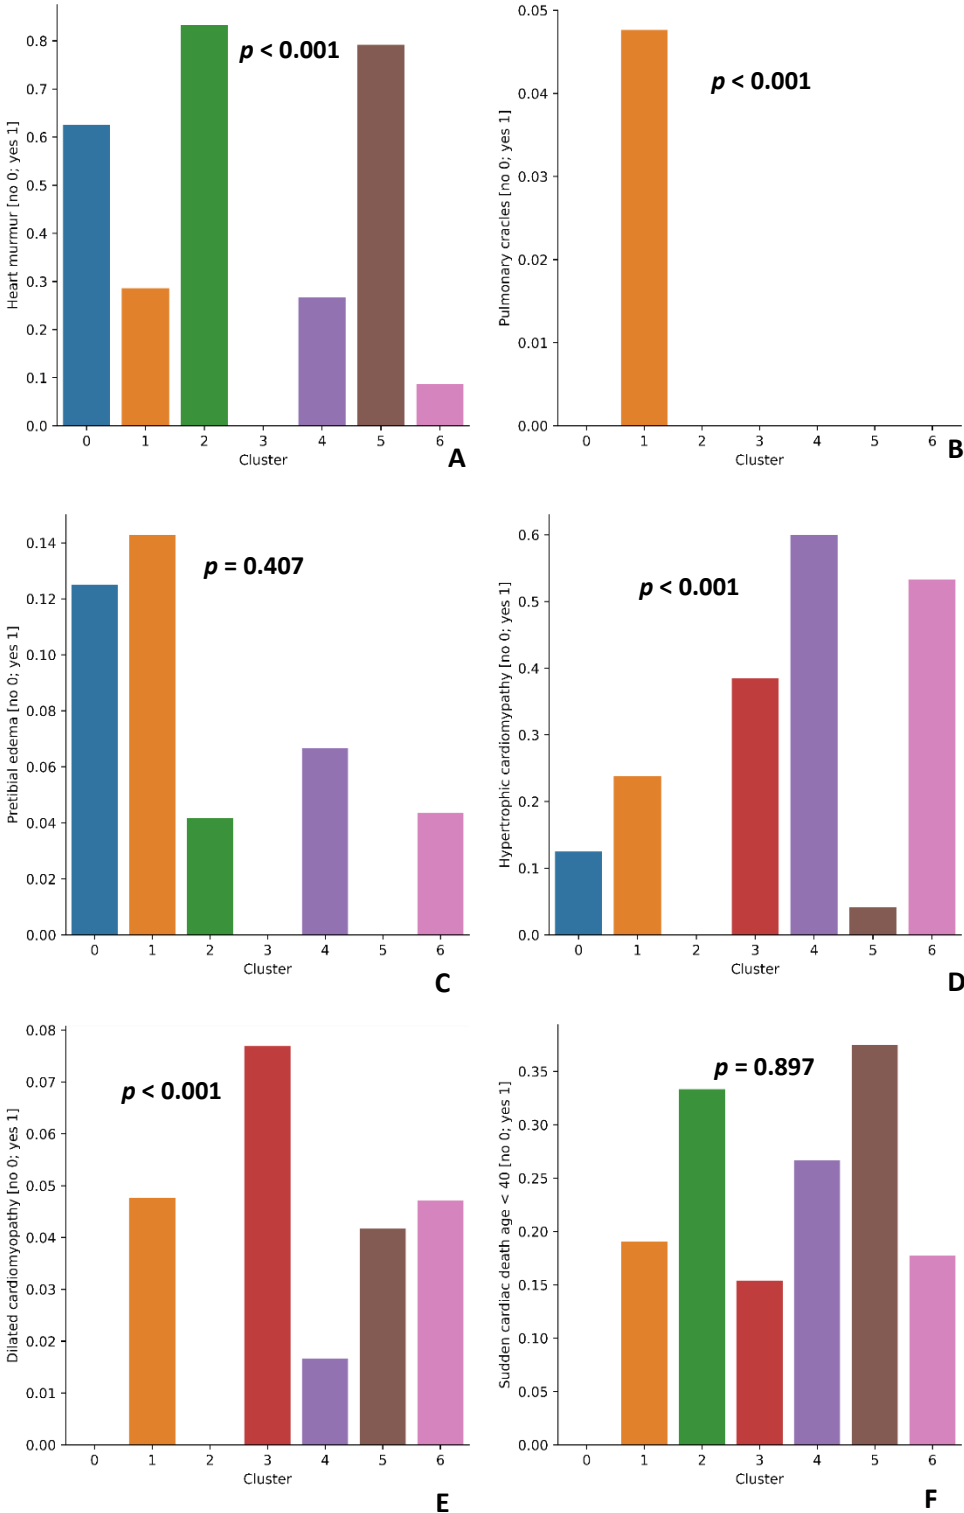 Heart murmur [no 0; yes 1]
0.8
0.7
0.6
0.5
0.4
0.3
0.2
0.1
0.0
p < 0.001
0 1 2 3 4 5 6
Cluster
A
Pulmonary cracles [no 0; yes 1]
0.05
0.04
0.03
0.02
0.01
0.00
p < 0.001
0 1 2 3 4 5 6
Cluster
B
Pretibial edema [no 0; yes 1]
0.14
0.12
0.10
0.08
0.06
0.04
0.02
0.00
p = 0.407
0 1 2 3 4 5 6
Cluster
C
Hypertrophic cardiomypathy [no 0; yes 1]
0.6
0.5
0.4
0.3
0.2
0.1
0.0
p < 0.001
0 1 2 3 4 5 6
Cluster
D
Dilated cardiomyopathy [no 0; yes 1]
0.08
0.07
0.06
0.05
0.04
0.03
0.02
0.01
0.00
p < 0.001
0 1 2 3 4 5 6
Cluster
E
Sudden cardiac death age < 40 [no 0; yes 1]
0.35
0.30
0.25
0.20
0.15
0.10
0.05
0.00
p = 0.897
0 1 2 3 4 5 6
Cluster
F